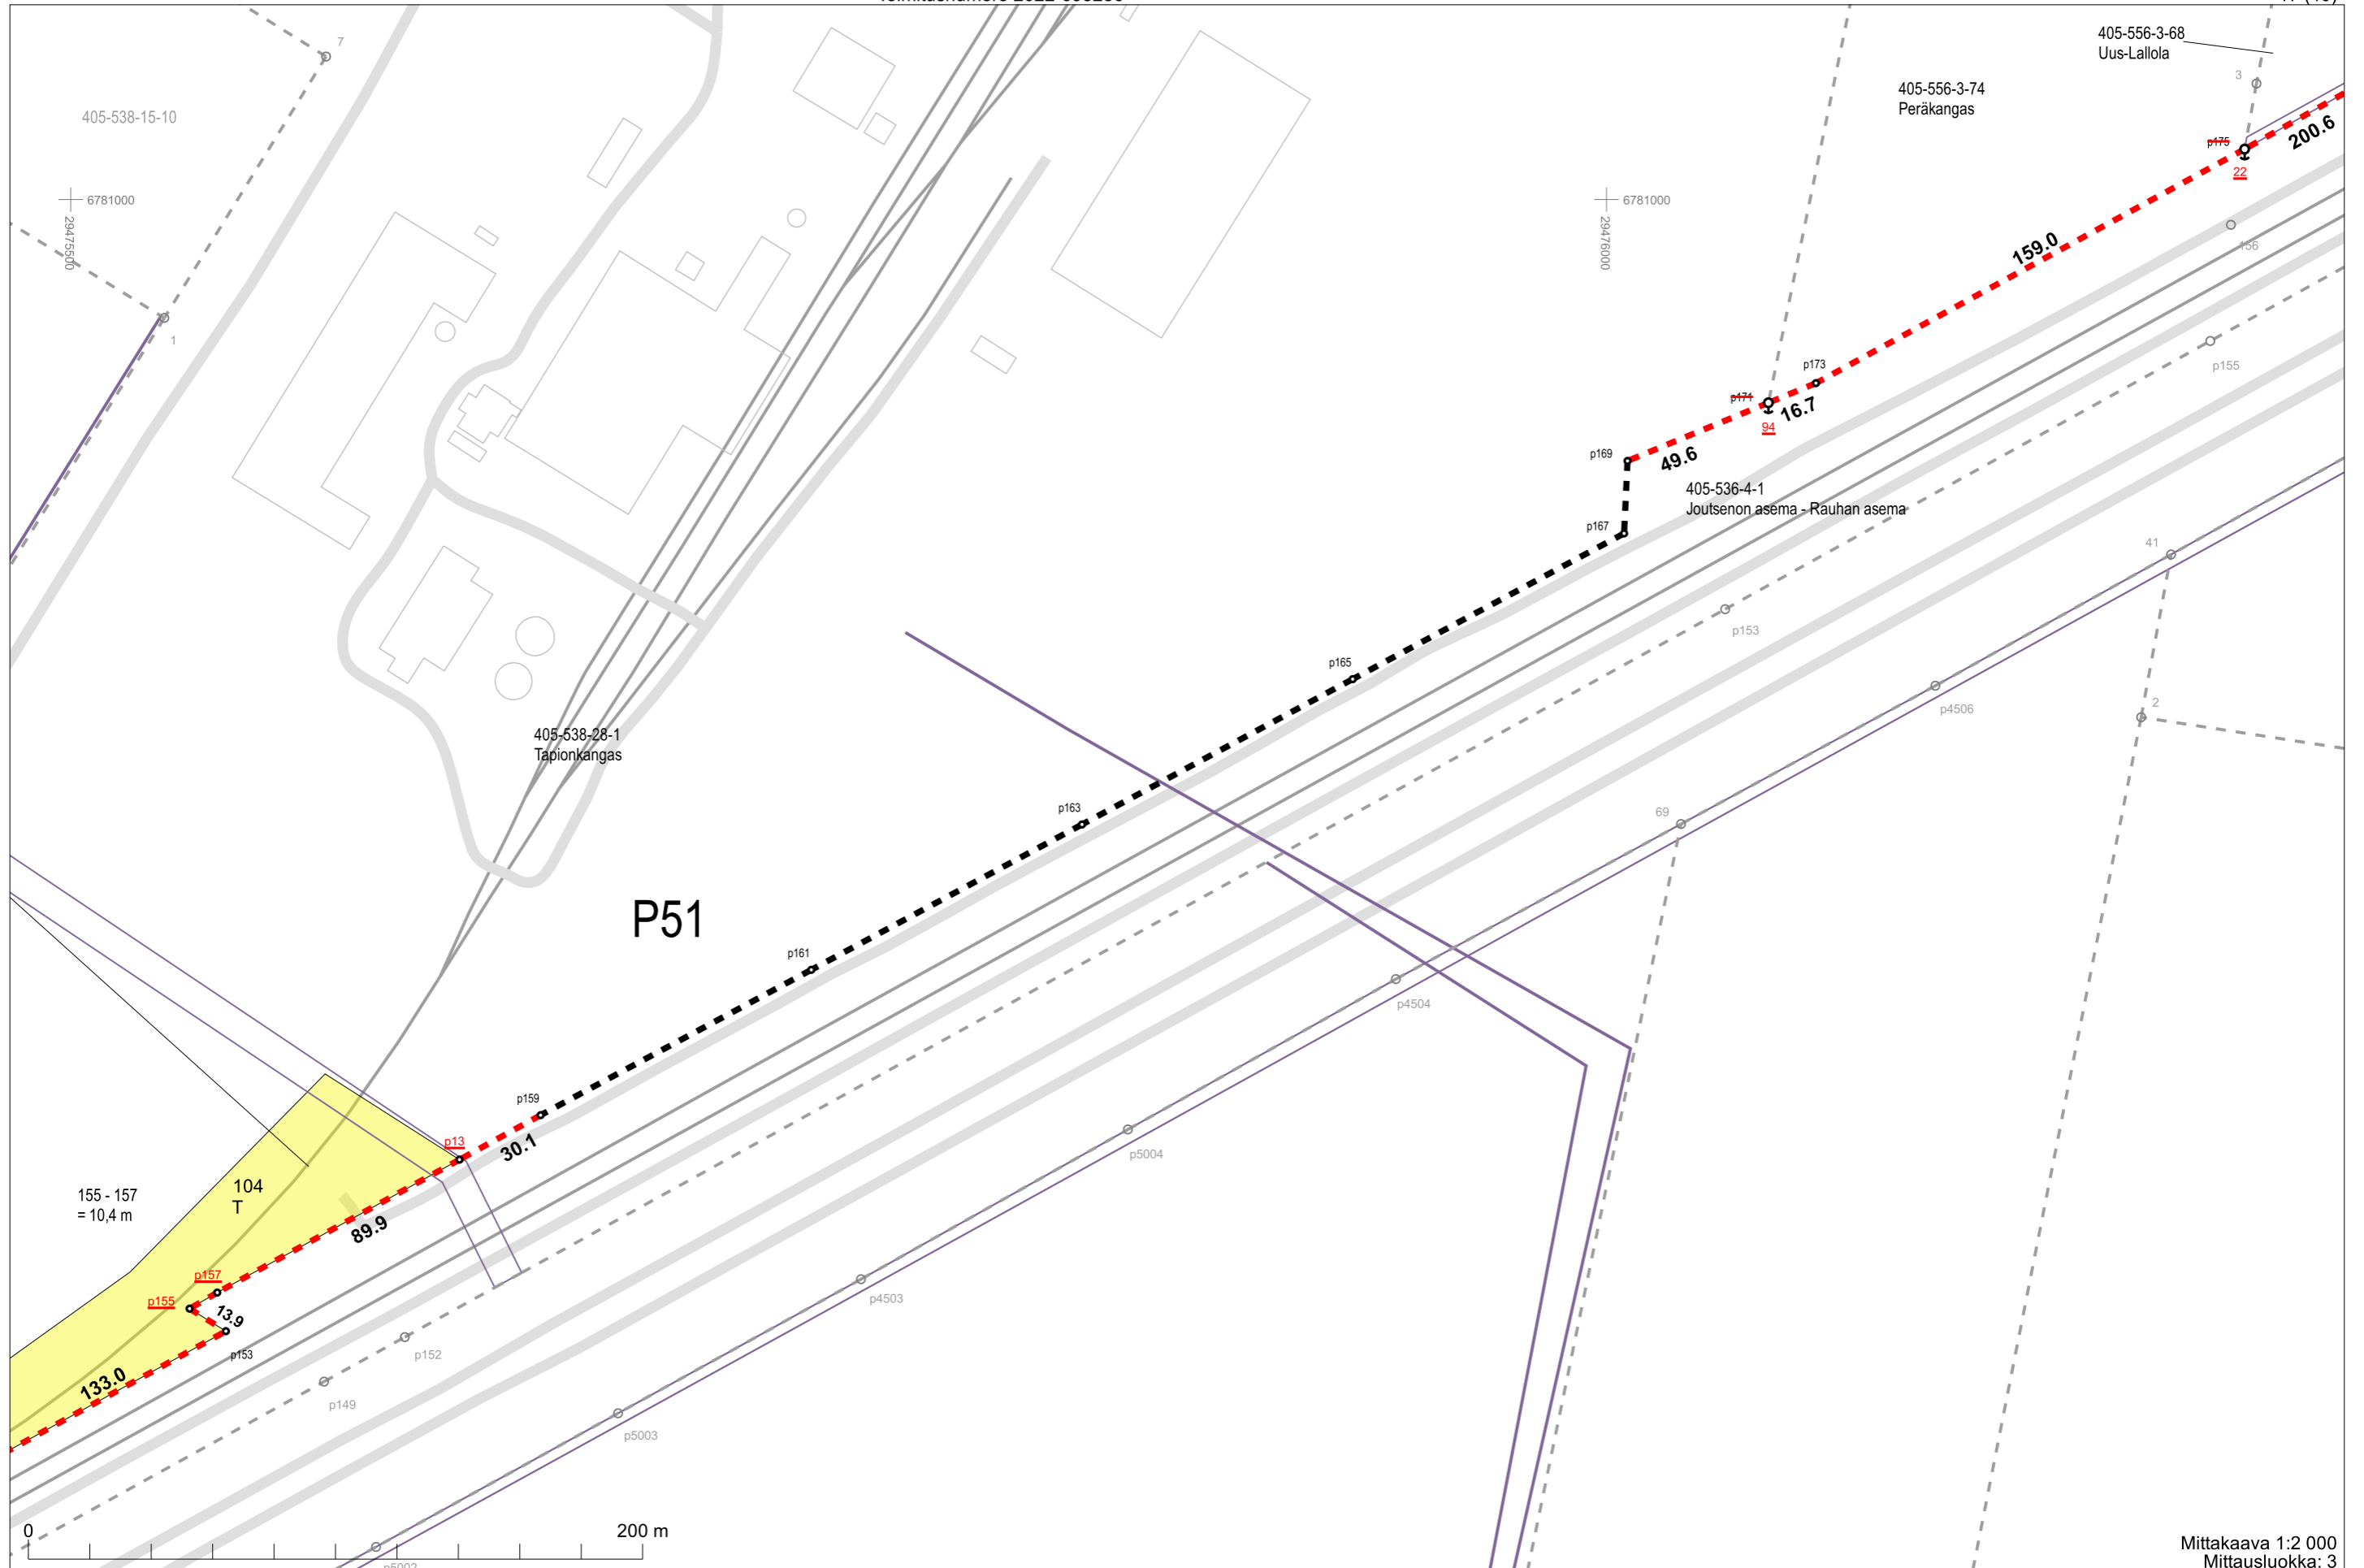 7
405-538-15-10
6781000
29475500
1
405-556-3-68
Uus-Lallola
3
405-556-3-74
Peräkangas
p175
22
200.6
6781000
29476000
456
159.0
p155
p173
p171
94
16.7
p169
49.6
405-536-4-1
Joutsenon asema - Rauhan asema
p167
41
p153
p165
p4506
2
405-538-28-1
Tapionkangas
p163
69
P51
p161
p4504
p159
p13
30.1
p5004
155 - 157
= 10,4 m
104
T
89.9
p157
p155
13.9
p153
p4503
p152
133.0
p149
p5003
0
200 m
p5002
Mittakaava 1:2 000
Mittausluokka: 3